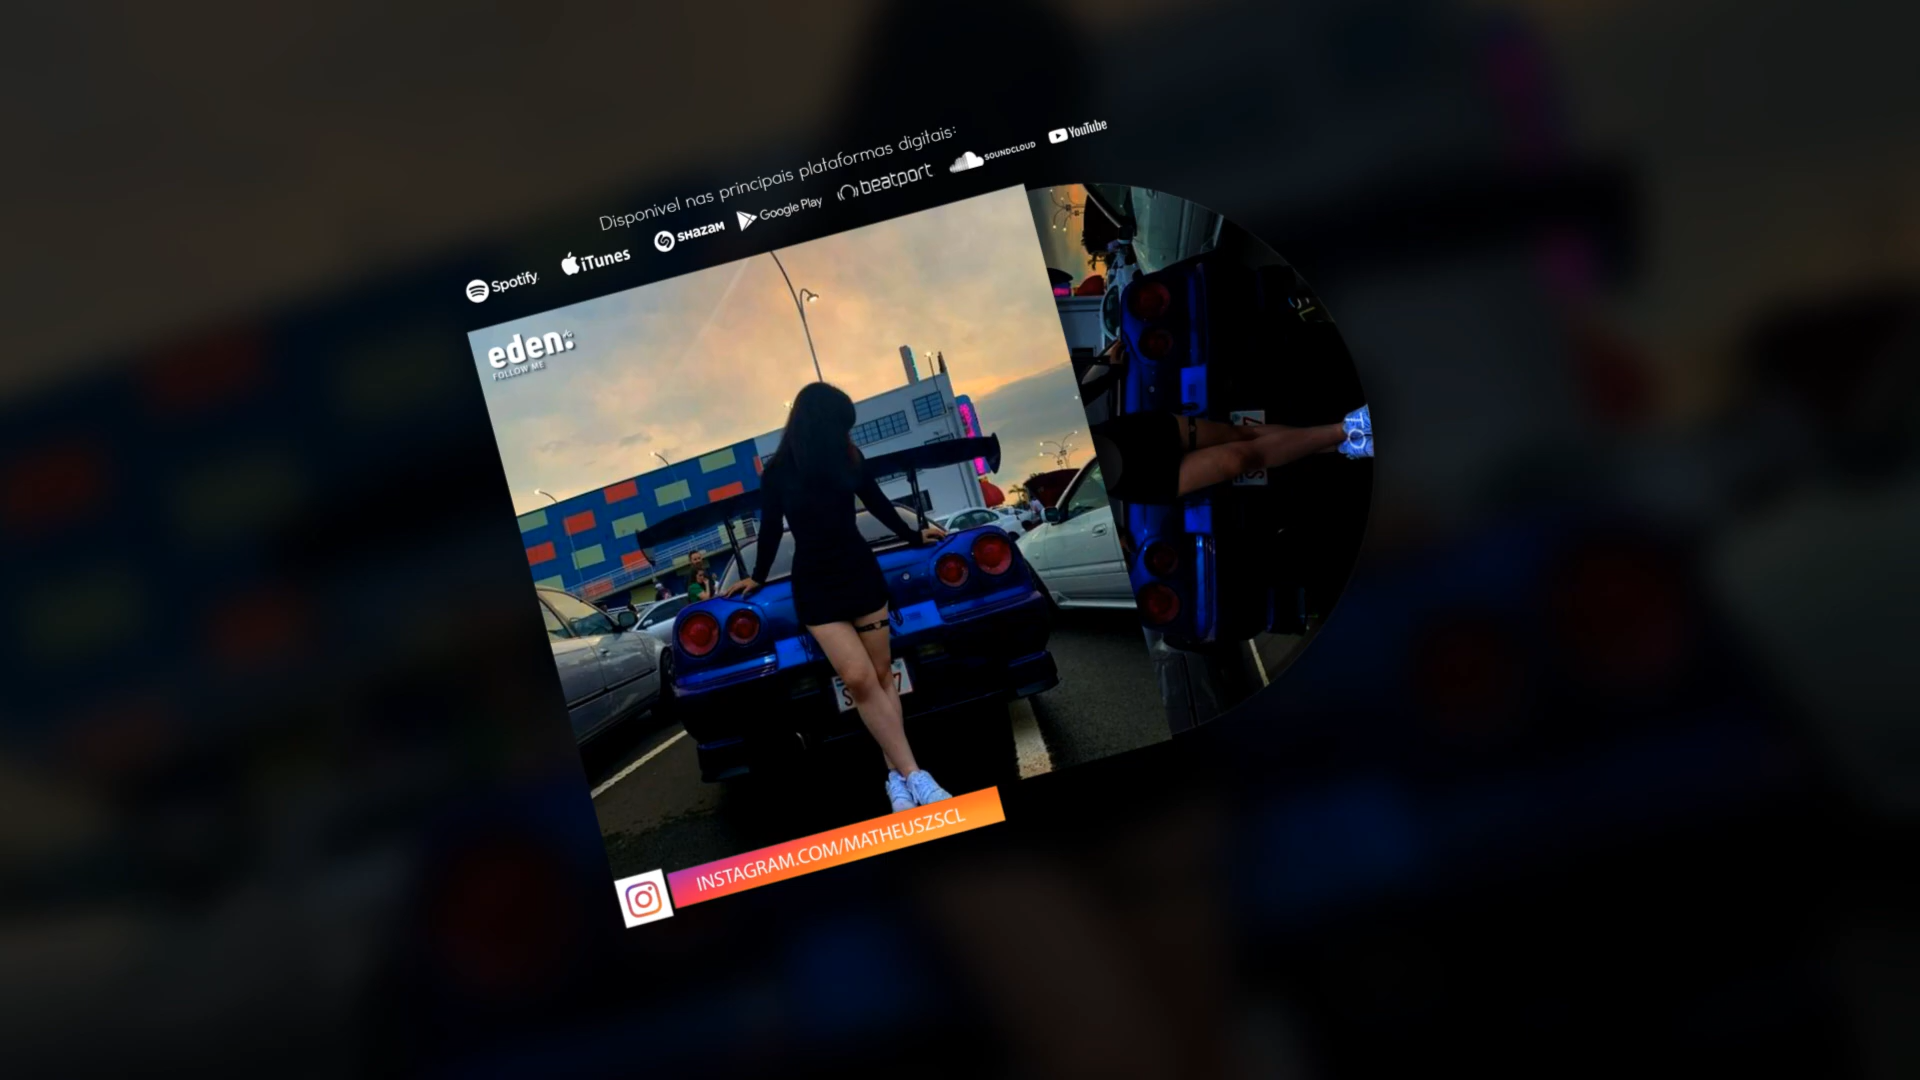 Disponivel nas principais plataformas digitais:
Spotify
iTunes
SHAZAM
Google Play
beatport
SOUNDCLOUD
YouTube
eden:
FOLLOW ME
INSTAGRAM.COM/MATHEUSZSCL